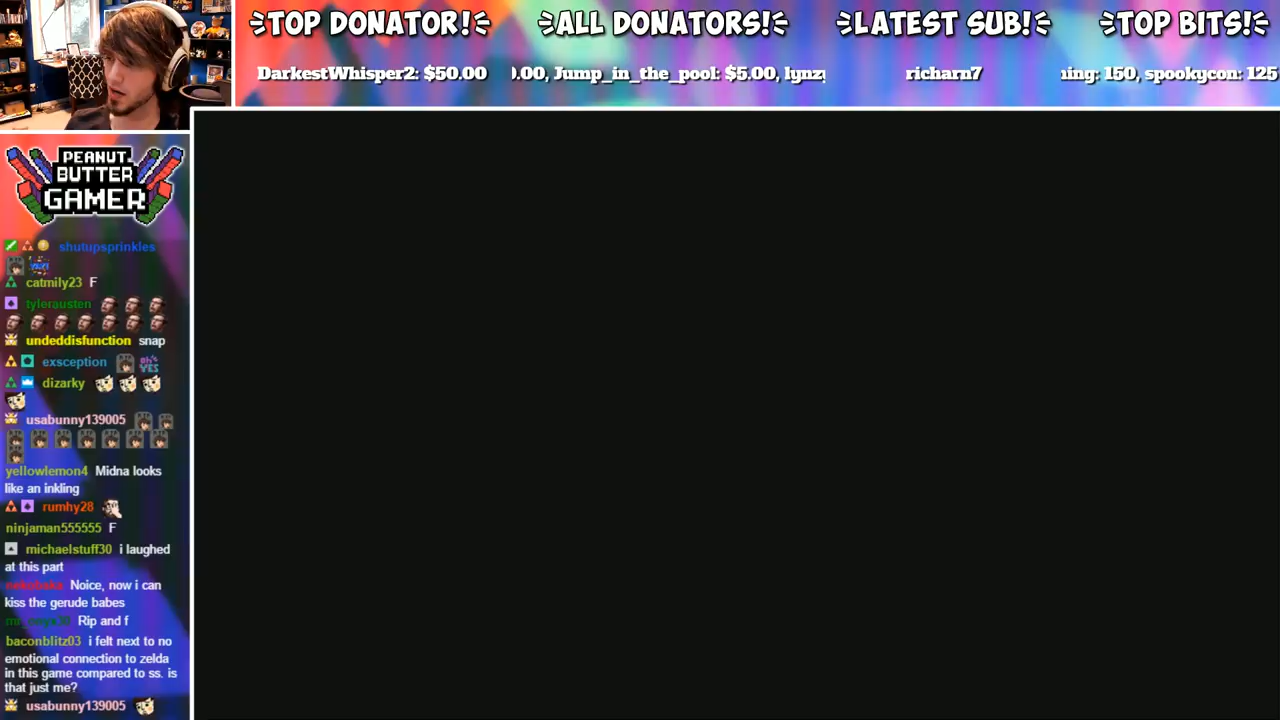 TOP DONATOR!
ALL DONATORS!
LATEST SUB!
TOP BITS!
DarkestWhisper2: $50.00
.00, Jump_in_the_pool: $5.00, lynz
richarn7
ing: 150, spookycon: 125
PEANUT
BUTTER
GAMER
shutupsprinkles
catmily23 F
tylerausten
undeddisfunction snap
exsception
dizarky
usabunny139005
yellowlemon4 Midna looks
like an inkling
rumhy28
ninjaman555555 F
michaelstuff30 i laughed
at this part
Noice, now i can
kiss the gerude babes
Rip and f
baconblitz03 i felt next to no
emotional connection to zelda
in this game compared to ss. is
that just me?
usabunny139005